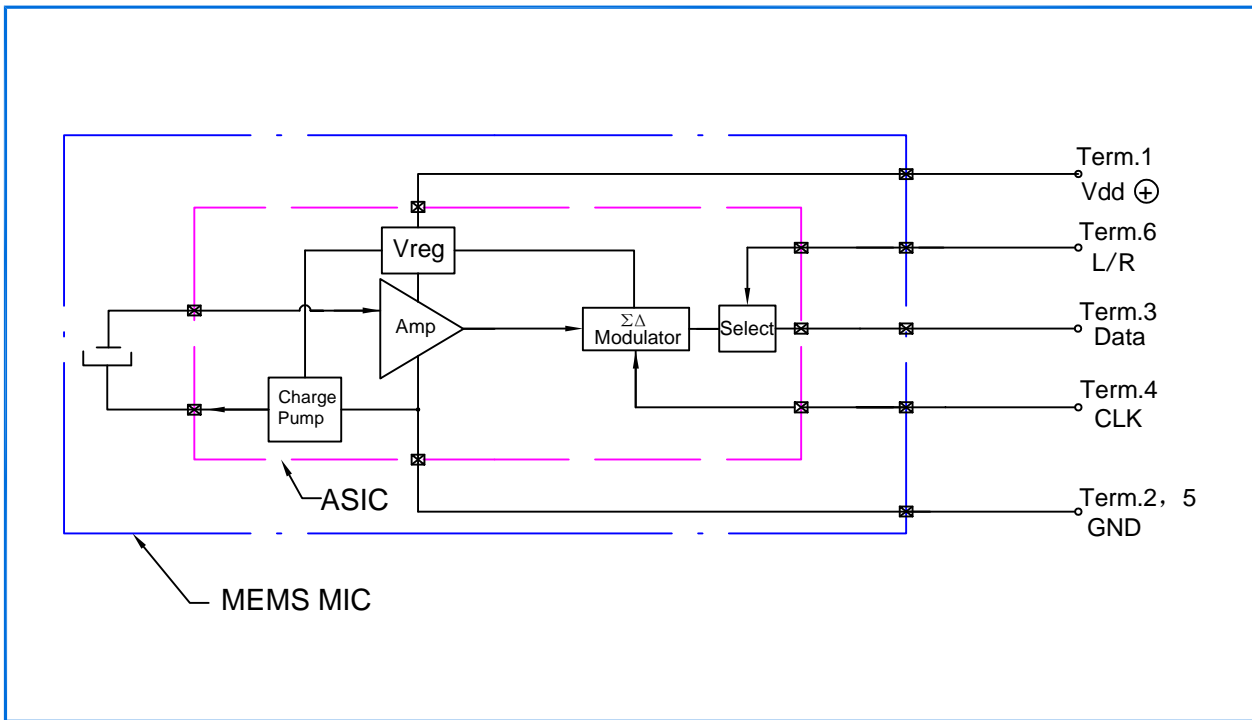 Term.1
Vdd ⊕
Term.6
L/R
Vreg
Amp
ΣΔ
Modulator
Select
Term.3
Data
Charge
Pump
Term.4
CLK
ASIC
Term.2，5
GND
MEMS MIC